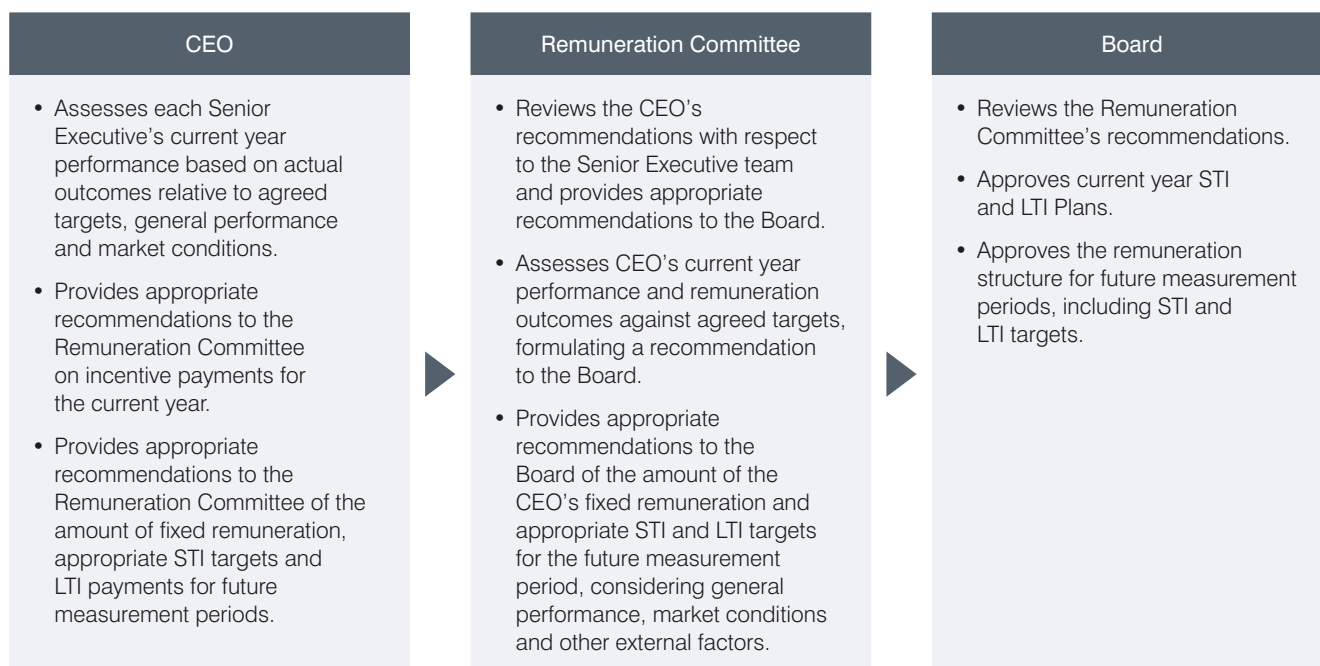 CEO
• Assesses each Senior
Executive's current year
performance based on actual
outcomes relative to agreed
targets, general performance
and market conditions.
• Provides appropriate
recommendations to the
Remuneration Committee
on incentive payments for
the current year.
• Provides appropriate
recommendations to the
Remuneration Committee of the
amount of fixed remuneration,
appropriate STI targets and
LTI payments for future
measurement periods.
Remuneration Committee
• Reviews the CEO's
recommendations with respect
to the Senior Executive team
and provides appropriate
recommendations to the Board.
• Assesses CEO's current year
performance and remuneration
outcomes against agreed targets,
formulating a recommendation
to the Board.
• Provides appropriate
recommendations to the
Board of the amount of the
CEO's fixed remuneration and
appropriate STI and LTI targets
for the future measurement
period, considering general
performance, market conditions
and other external factors.
Board
• Reviews the Remuneration
Committee's recommendations.
• Approves current year STI
and LTI Plans.
• Approves the remuneration
structure for future measurement
periods, including STI and
LTI targets.